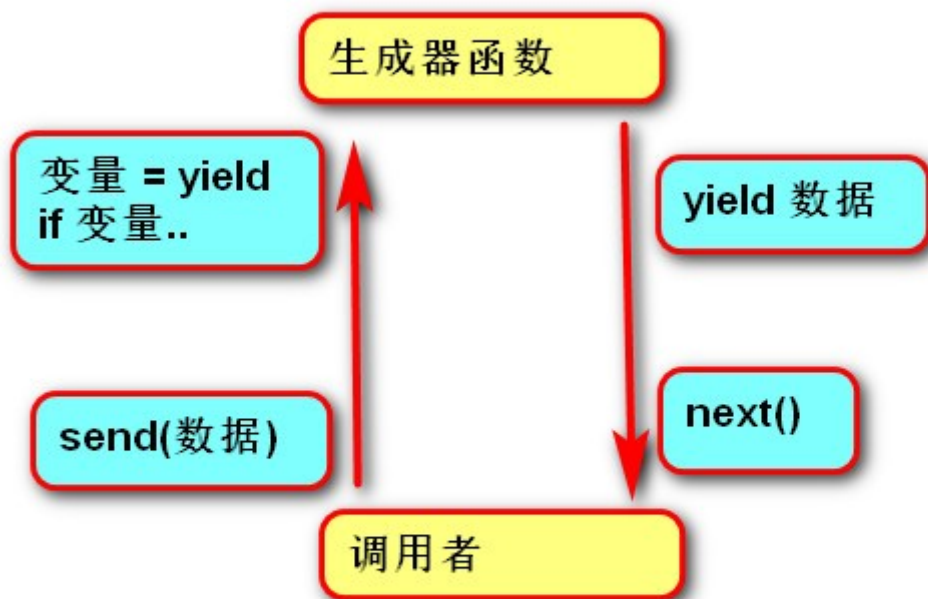 生成器函数
变量 = yield
if 变量..
yield 数据
send(数据)
next()
调用者